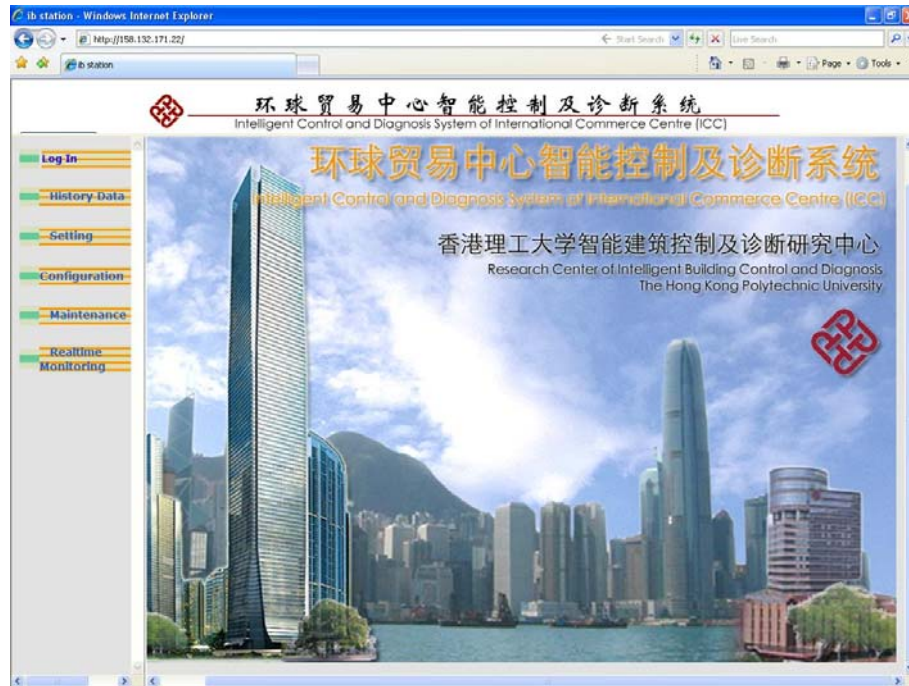 ib station - Windows Internet Explorer
http://158.132.171.22/
Start Search
Live Search
ib station
Page
Tools
环球贸易中心智能控制及诊断系统
Intelligent Control and Diagnosis System of International Commerce Centre (ICC)
Log-In
History Data
Setting
Configuration
Maintenance
Realtime
Monitoring
环球贸易中心智能控制及诊断系统
Intelligent Control and Diagnosis System of International Commerce Centre (ICC)
香港理工大学智能建筑控制及诊断研究中心
Research Center of Intelligent Building Control and Diagnosis
The Hong Kong Polytechnic University